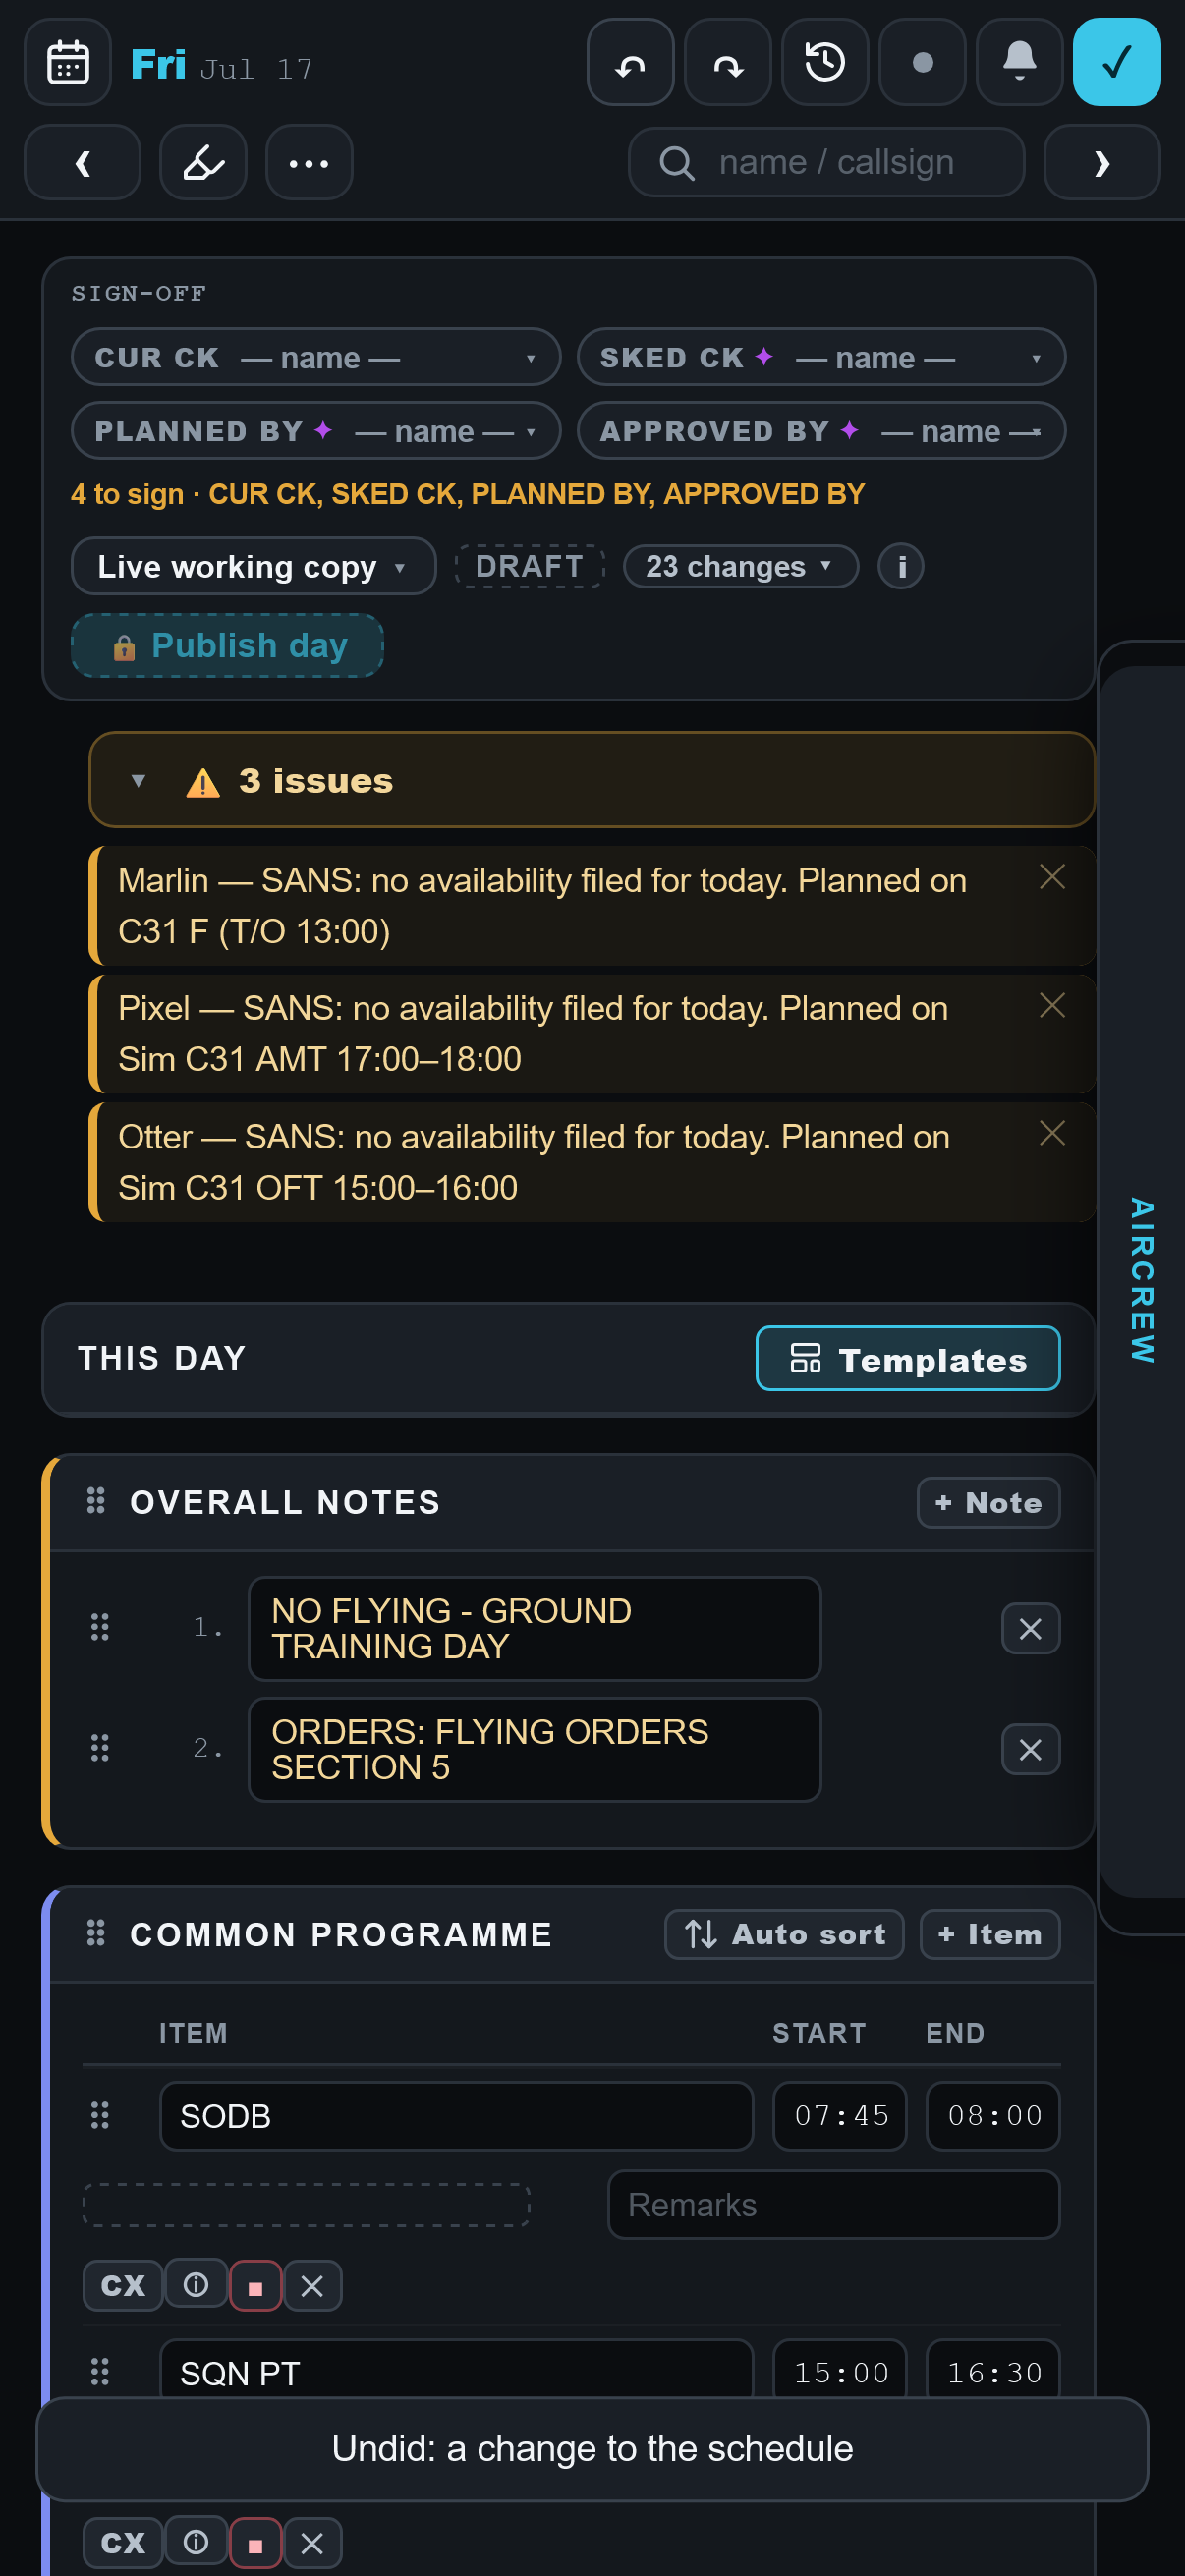 Fri Jul 17
name / callsign
SIGN-OFF
CUR CK — name —
SKED CK — name —
PLANNED BY — name —
APPROVED BY — name —
4 to sign · CUR CK, SKED CK, PLANNED BY, APPROVED BY
Live working copy
DRAFT
23 changes
i
Publish day
3 issues
Marlin — SANS: no availability filed for today. Planned on
C31 F (T/O 13:00)
Pixel — SANS: no availability filed for today. Planned on
Sim C31 AMT 17:00–18:00
Otter — SANS: no availability filed for today. Planned on
Sim C31 OFT 15:00–16:00
AIRCREW
THIS DAY
Templates
OVERALL NOTES
+ Note
1. NO FLYING - GROUND
TRAINING DAY
2. ORDERS: FLYING ORDERS
SECTION 5
COMMON PROGRAMME
Auto sort
+ Item
ITEM START END
SODB 07:45 08:00
Remarks
CX
SQN PT 15:00 16:30
Undid: a change to the schedule
CX